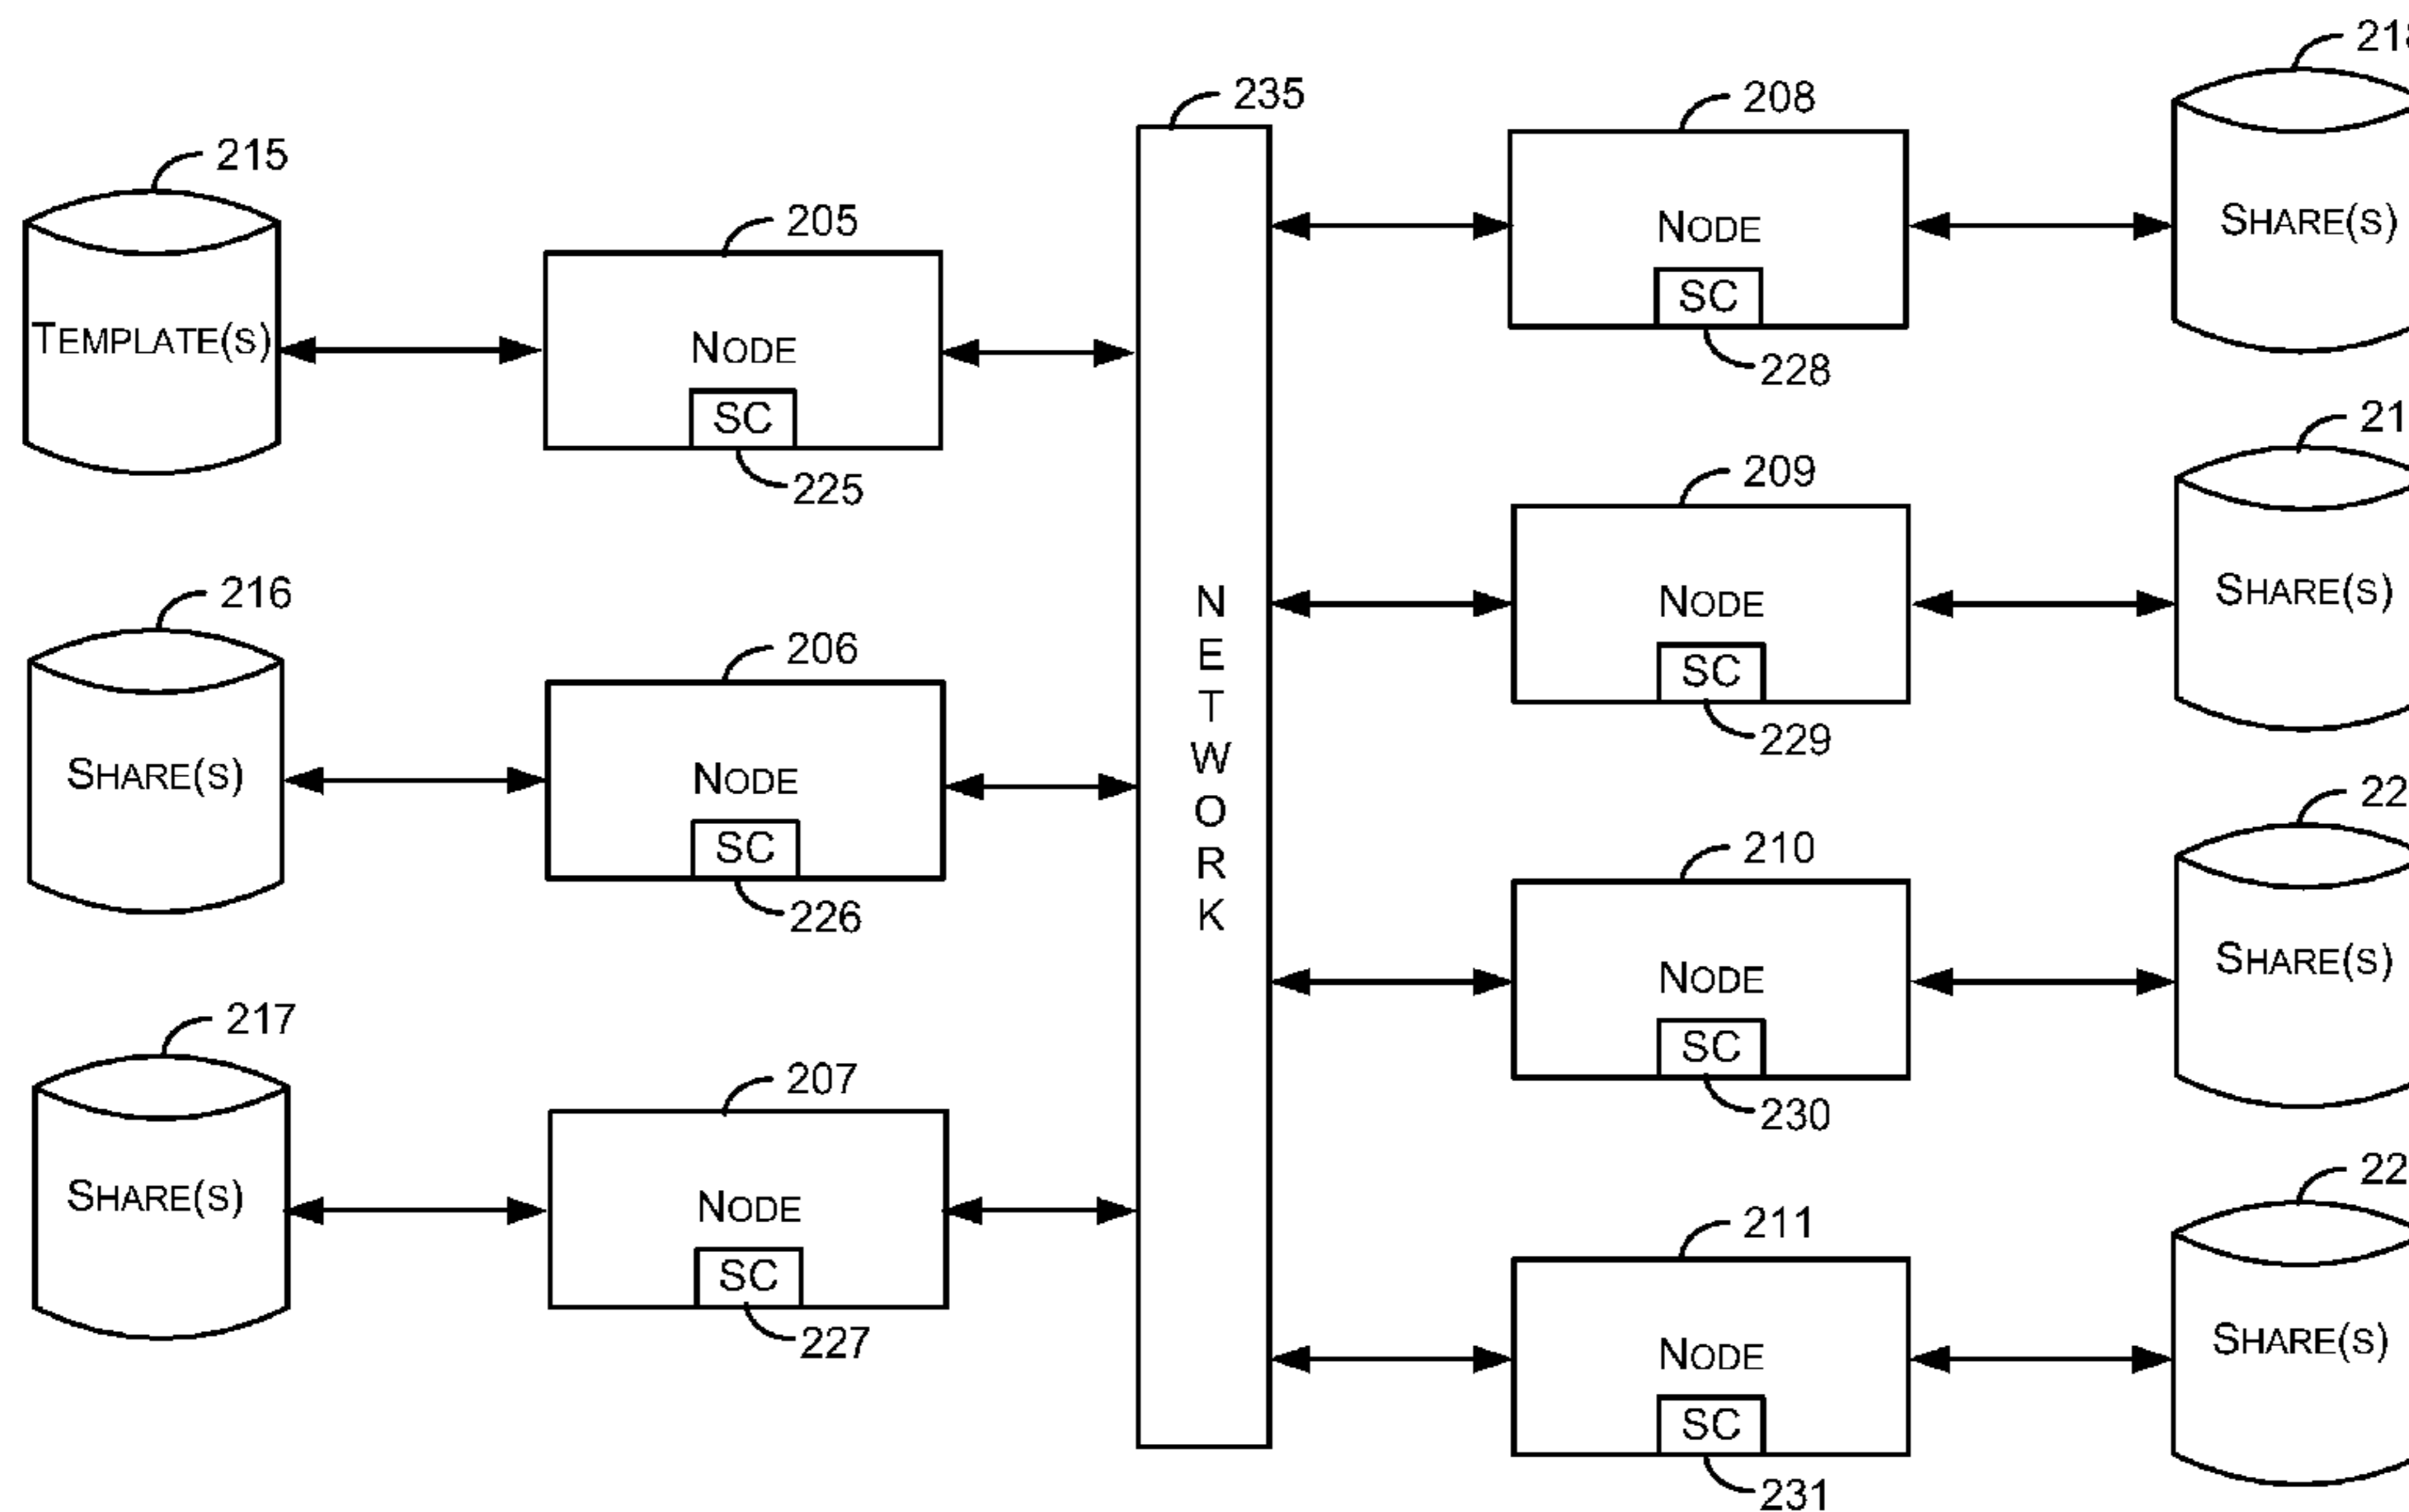 215
TEMPLATE(S)
205
NODE
SC
225
216
SHARE(S)
206
NODE
SC
226
217
SHARE(S)
207
NODE
SC
227
235
NETWORK
208
NODE
SC
228
SHARE(S)
209
NODE
SC
229
SHARE(S)
210
NODE
SC
230
SHARE(S)
211
NODE
SC
231
SHARE(S)